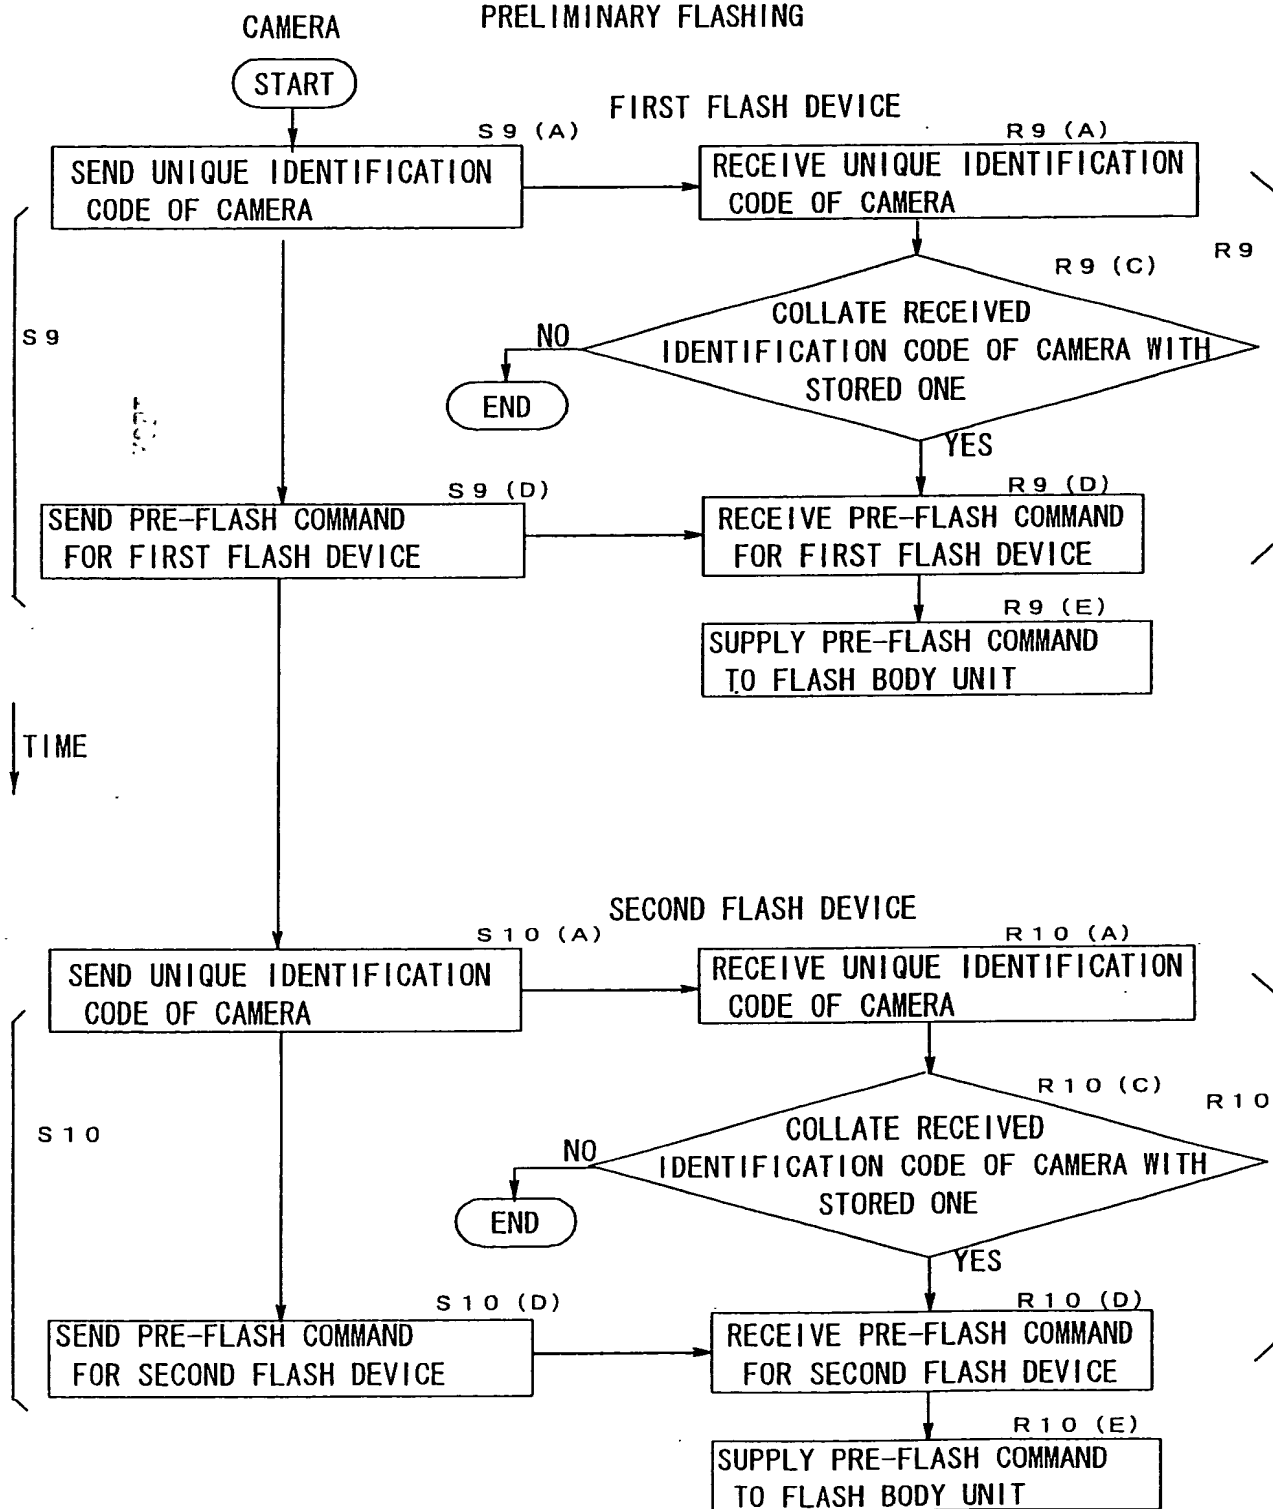 PRELIMINARY FLASHING
CAMERA
START
FIRST FLASH DEVICE
S9 (A)
R9 (A)
SEND UNIQUE IDENTIFICATION
CODE OF CAMERA
RECEIVE UNIQUE IDENTIFICATION
CODE OF CAMERA
R9
R9 (C)
S9
COLLATE RECEIVED
IDENTIFICATION CODE OF CAMERA WITH
STORED ONE
NO
END
YES
S9 (D)
R9 (D)
SEND PRE-FLASH COMMAND
FOR FIRST FLASH DEVICE
RECEIVE PRE-FLASH COMMAND
FOR FIRST FLASH DEVICE
R9 (E)
SUPPLY PRE-FLASH COMMAND
TO FLASH BODY UNIT
TIME
SECOND FLASH DEVICE
S10 (A)
R10 (A)
SEND UNIQUE IDENTIFICATION
CODE OF CAMERA
RECEIVE UNIQUE IDENTIFICATION
CODE OF CAMERA
R10 (C)
R10
S10
COLLATE RECEIVED
IDENTIFICATION CODE OF CAMERA WITH
STORED ONE
NO
END
YES
S10 (D)
R10 (D)
SEND PRE-FLASH COMMAND
FOR SECOND FLASH DEVICE
RECEIVE PRE-FLASH COMMAND
FOR SECOND FLASH DEVICE
R10 (E)
SUPPLY PRE-FLASH COMMAND
TO FLASH BODY UNIT